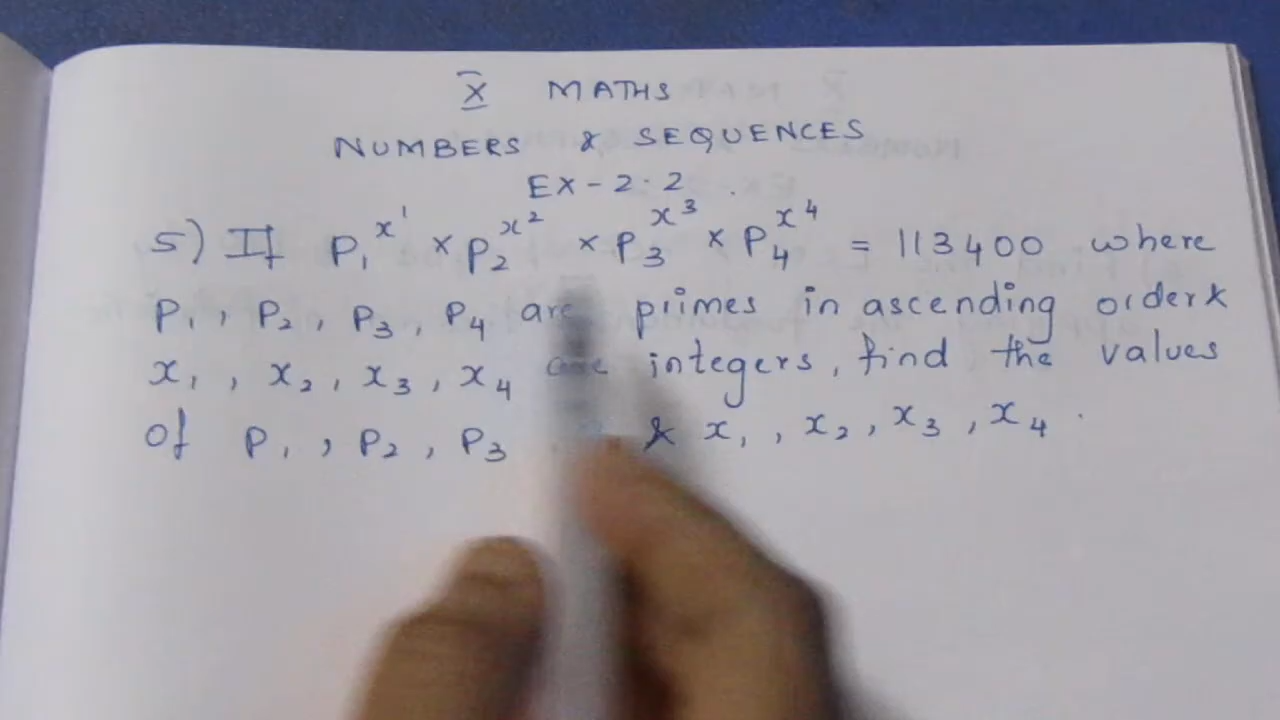 X MATHS
NUMBERS & SEQUENCES
EX-2.2
5) If P₁^x1 × P₂^x2 × P₃^x3 × P₄^x4 = 113400 where
P₁, P₂, P₃, P₄ are primes in ascending order &
x₁, x₂, x₃, x₄ are integers, find the values
Of P₁, P₂, P₃ & x₁, x₂, x₃, x₄.